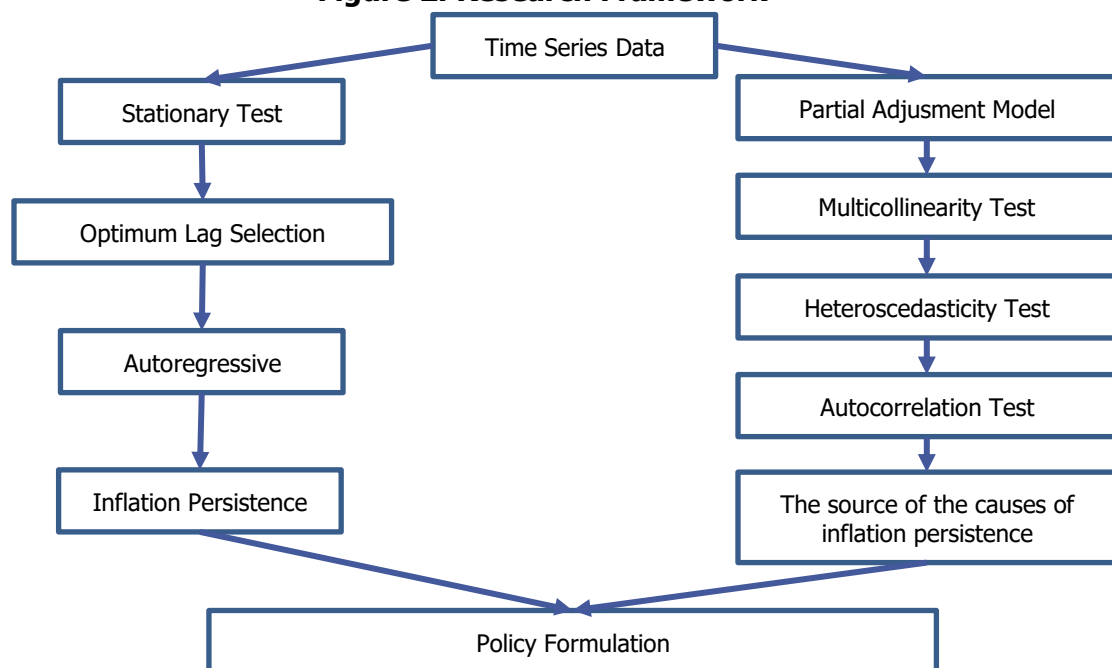 Time Series Data
Stationary Test
Partial Adjusment Model
Optimum Lag Selection
Multicollinearity Test
Heteroscedasticity Test
Autoregressive
Autocorrelation Test
Inflation Persistence
The source of the causes of
inflation persistence
Policy Formulation